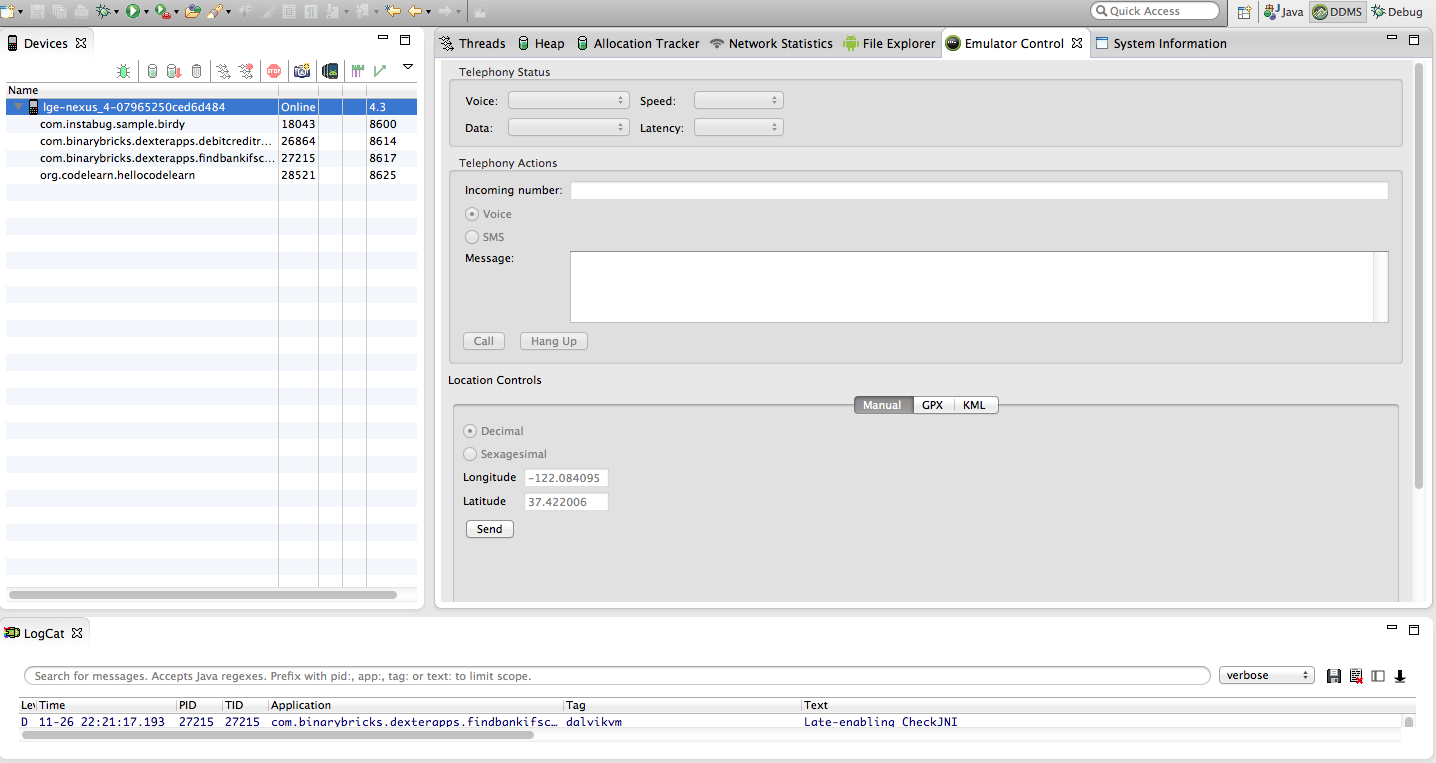 Quick Access
Java
DDMS
Debug
Devices
Name
lge-nexus_4-07965250ced6d484 Online 4.3
com.instabug.sample.birdy 18043 8600
com.binarybricks.dexterapps.debitcreditr... 26864 8614
com.binarybricks.dexterapps.findbankifsc... 27215 8617
org.codelearn.hellocodelearn 28521 8625
Threads
Heap
Allocation Tracker
Network Statistics
File Explorer
Emulator Control
System Information
Telephony Status
Voice: Speed:
Data: Latency:
Telephony Actions
Incoming number:
Voice
SMS
Message:
Call Hang Up
Location Controls
Manual GPX KML
Decimal
Sexagesimal
Longitude -122.084095
Latitude 37.422006
Send
LogCat
Search for messages. Accepts Java regexes. Prefix with pid:, app:, tag: or text: to limit scope.
verbose
Lev Time PID TID Application Tag Text
D 11-26 22:21:17.193 27215 27215 com.binarybricks.dexterapps.findbankifsc... dalvikvm Late-enabling CheckJNI